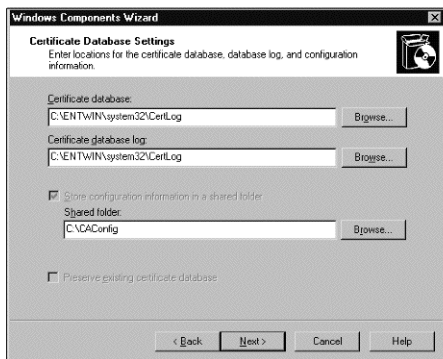 Windows Components Wizard
Certificate Database Settings
Enter locations for the certificate database, database log, and configuration
information.
Certificate database:
C:\ENTWIN\system32\CertLog
Browse...
Certificate database log:
C:\ENTWIN\system32\CertLog
Browse...
Store configuration information in a shared folder
Shared folder:
C:\CAConfig
Browse...
Preserve existing certificate database
< Back
Next >
Cancel
Help